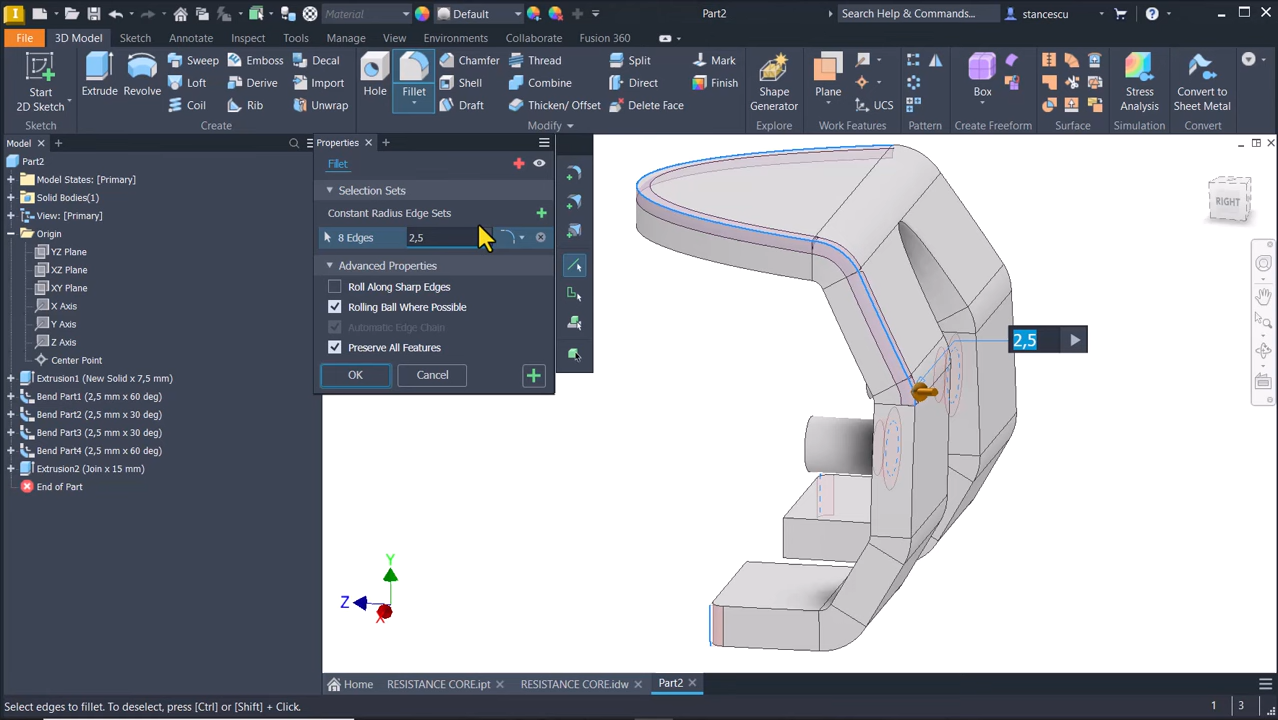 Material
Default
Part2
Search Help & Commands...
stancescu
File
3D Model
Sketch
Annotate
Inspect
Tools
Manage
View
Environments
Collaborate
Fusion 360
Start
2D Sketch
Extrude
Revolve
Sweep
Loft
Coil
Emboss
Derive
Rib
Decal
Import
Unwrap
Hole
Fillet
Chamfer
Shell
Draft
Thread
Combine
Thicken/ Offset
Split
Direct
Delete Face
Mark
Finish
Shape
Generator
Plane
UCS
Box
Stress
Analysis
Convert to
Sheet Metal
Sketch
Create
Modify
Explore
Work Features
Pattern
Create Freeform
Surface
Simulation
Convert
Model
Part2
Model States: [Primary]
Solid Bodies(1)
View: [Primary]
Origin
YZ Plane
XZ Plane
XY Plane
X Axis
Y Axis
Z Axis
Center Point
Extrusion1 (New Solid x 7,5 mm)
Bend Part1 (2,5 mm x 60 deg)
Bend Part2 (2,5 mm x 30 deg)
Bend Part3 (2,5 mm x 30 deg)
Bend Part4 (2,5 mm x 60 deg)
Extrusion2 (Join x 15 mm)
End of Part
Properties
Fillet
Selection Sets
Constant Radius Edge Sets
8 Edges
2,5
Advanced Properties
Roll Along Sharp Edges
Rolling Ball Where Possible
Automatic Edge Chain
Preserve All Features
OK
Cancel
RIGHT
2,5
Y
Z
X
Home
RESISTANCE CORE.ipt
RESISTANCE CORE.idw
Part2
Select edges to fillet. To deselect, press [Ctrl] or [Shift] + Click.
1
3